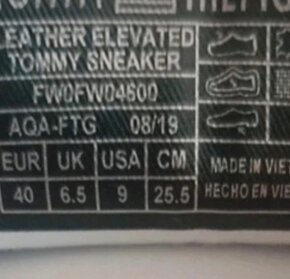 EATHER ELEVATED
TOMMY SNEAKER
FW0FW04600
AQA-FTG 08/19
EUR UK USA CM
40 6.5 9 25.5
MADE IN VIET
HECHO EN VIE